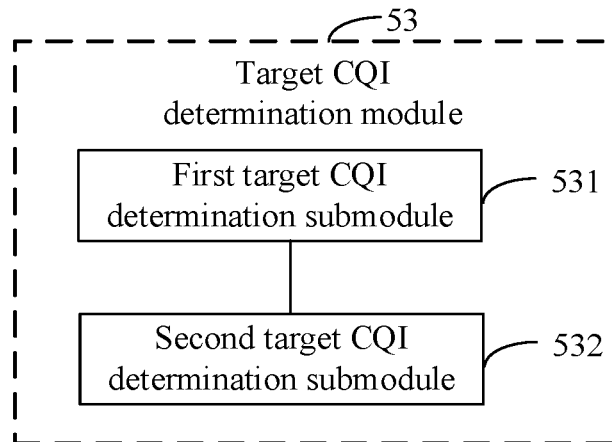 53
Target CQI
determination module
First target CQI
determination submodule
531
Second target CQI
determination submodule
532